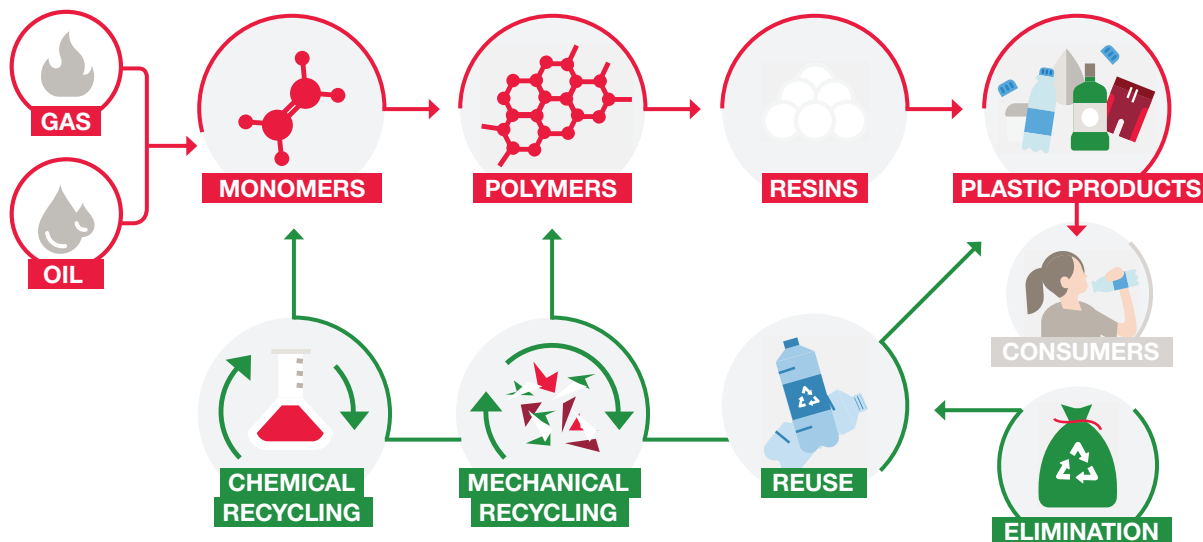 GAS
OIL
MONOMERS
POLYMERS
RESINS
PLASTIC PRODUCTS
CONSUMERS
CHEMICAL
RECYCLING
MECHANICAL
RECYCLING
REUSE
ELIMINATION